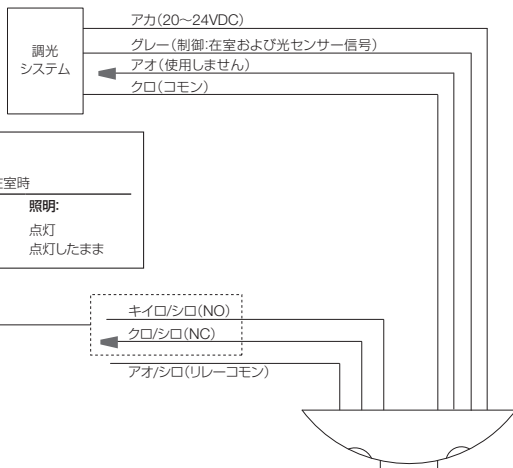 調光
システム
アカ(20〜24VDC)
グレー(制御:在室および光センサー信号)
アオ(使用しません)
クロ(コモン)
室時
照明:
点灯
点灯したまま
キイロ/シロ(NO)
クロ/シロ(NC)
アオ/シロ(リレーコモン)